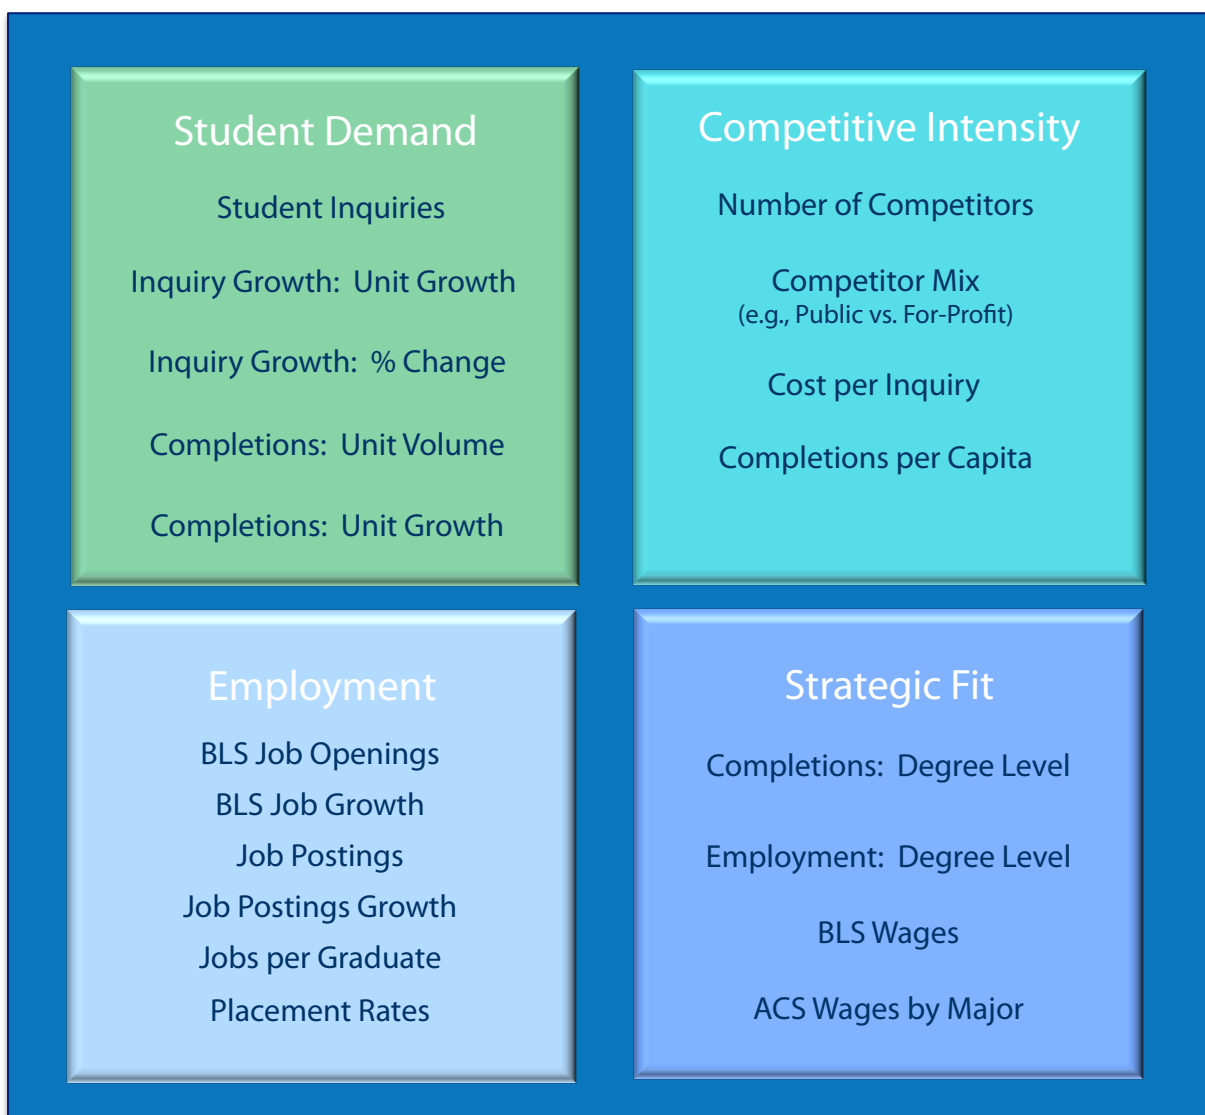 Student Demand
Student Inquiries
Inquiry Growth: Unit Growth
Inquiry Growth: % Change
Completions: Unit Volume
Completions: Unit Growth
Competitive Intensity
Number of Competitors
Competitor Mix
(e.g., Public vs. For-Profit)
Cost per Inquiry
Completions per Capita
Employment
BLS Job Openings
BLS Job Growth
Job Postings
Job Postings Growth
Jobs per Graduate
Placement Rates
Strategic Fit
Completions: Degree Level
Employment: Degree Level
BLS Wages
ACS Wages by Major